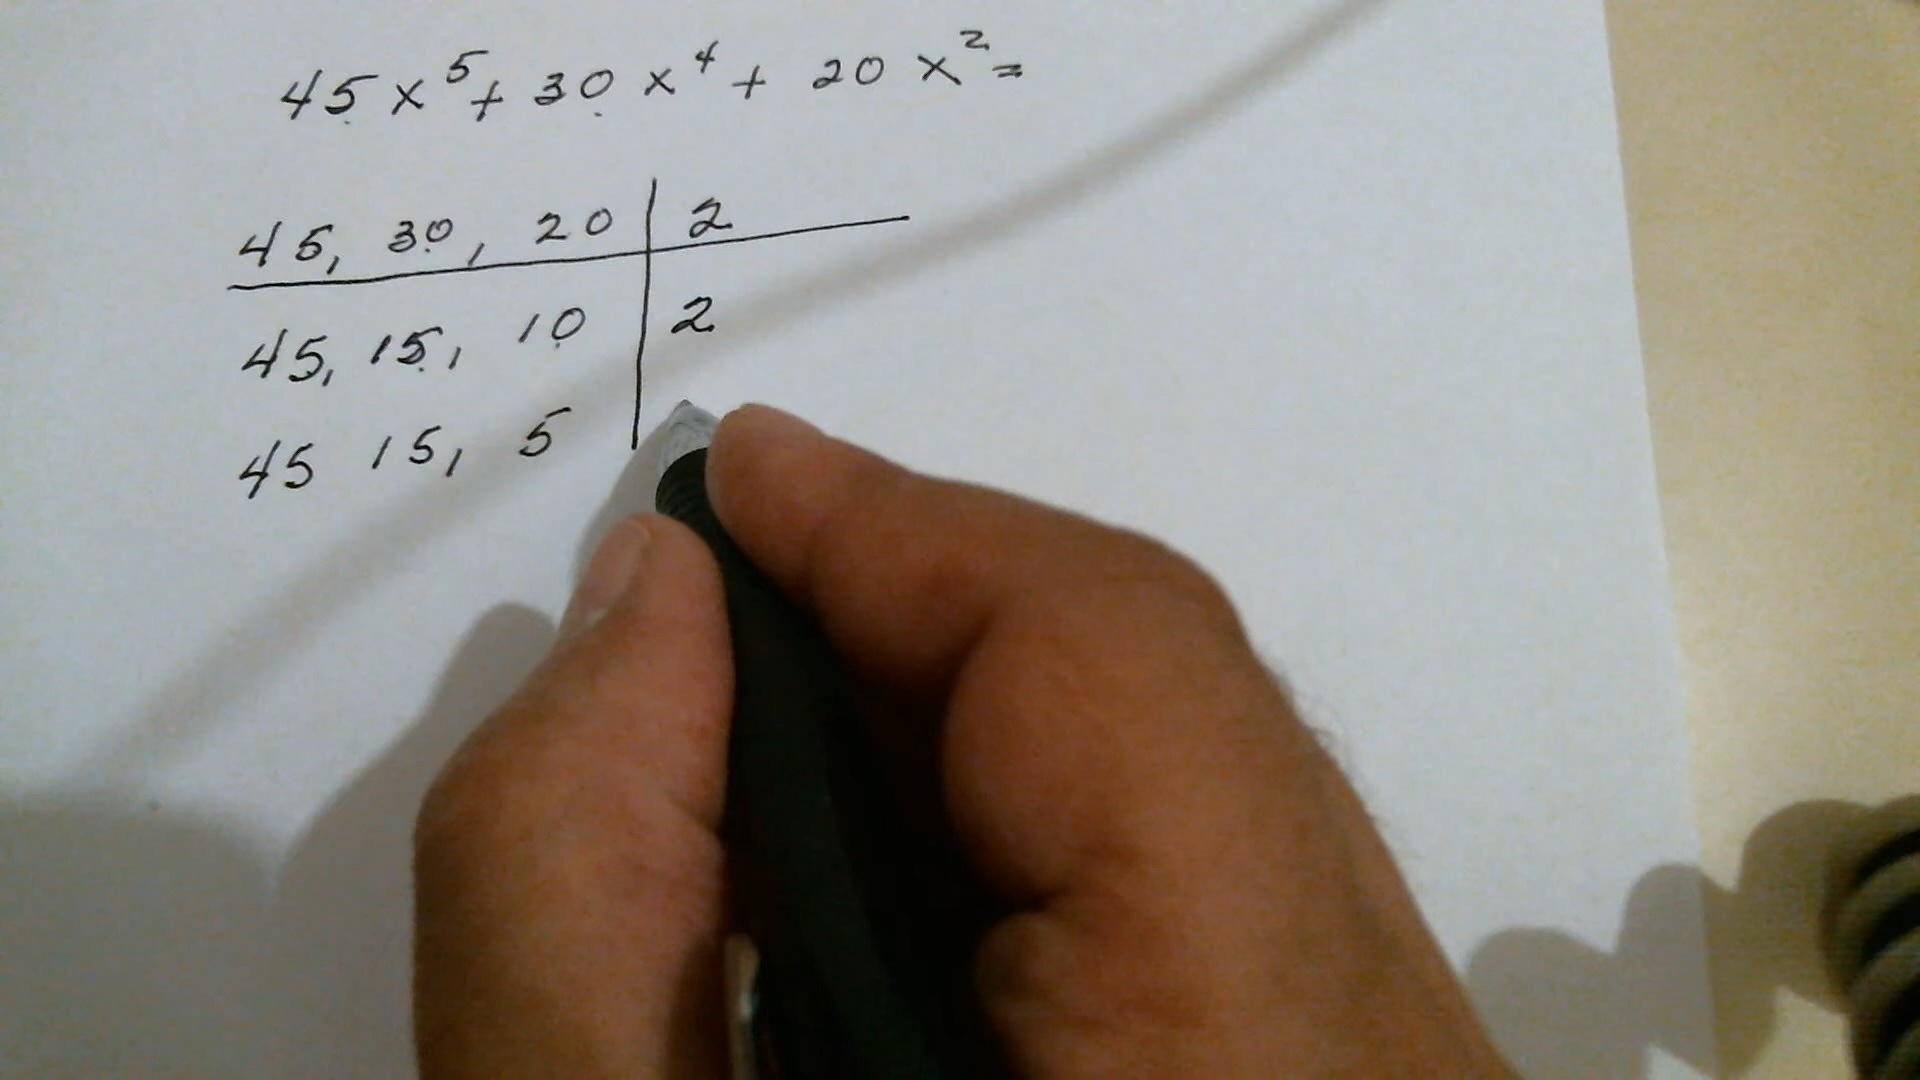 45x⁵+ 30x⁴ + 20x²=
45, 30, 20 | 2
45, 15, 10 | 2
45 15, 5